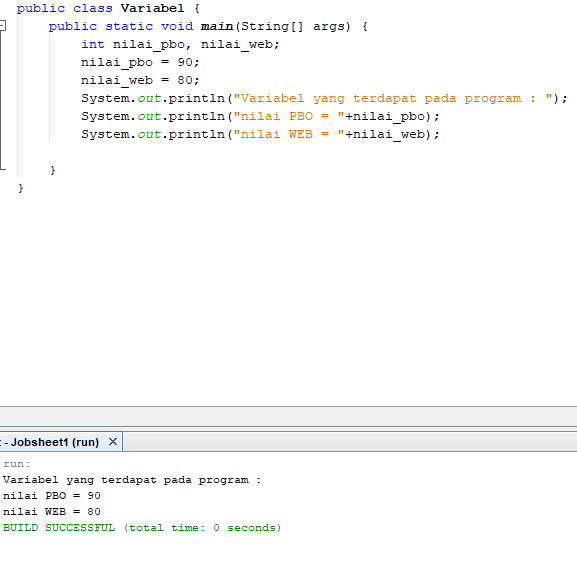 public class Variabel {
public static void main(String[] args) {
int nilai_pbo, nilai_web;
nilai_pbo = 90;
nilai_web = 80;
System.out.println("Variabel yang terdapat pada program : ");
System.out.println("nilai PBO = "+nilai_pbo);
System.out.println("nilai WEB = "+nilai_web);
}
}
- Jobsheet1 (run) ×
run:
Variabel yang terdapat pada program :
nilai PBO = 90
nilai WEB = 80
BUILD SUCCESSFUL (total time: 0 seconds)